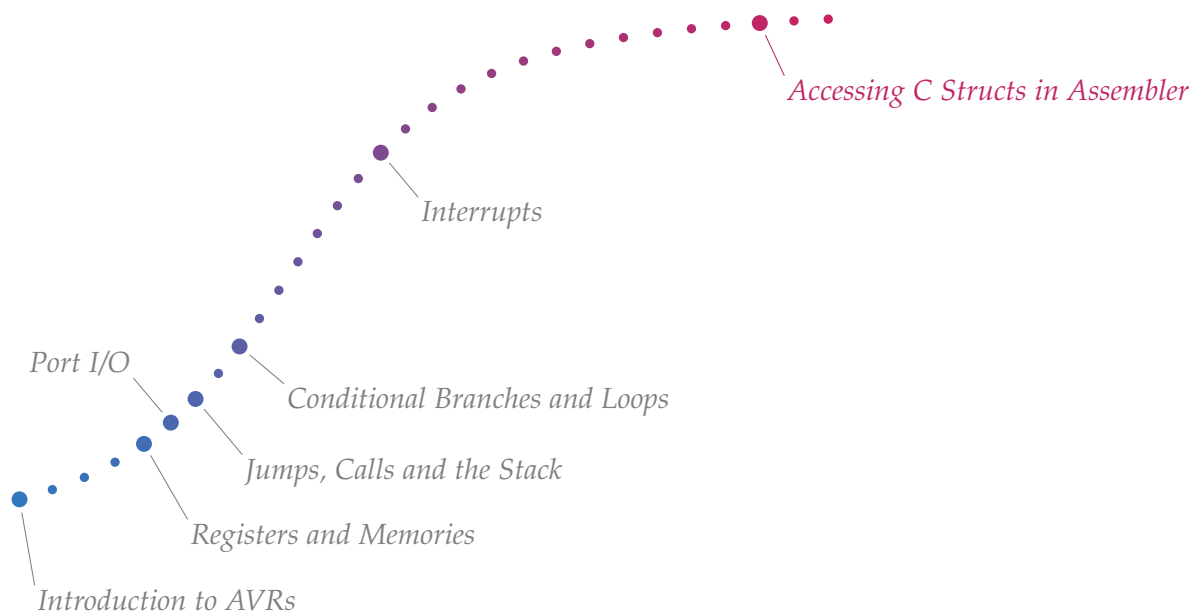 Accessing C Structs in Assembler
Interrupts
Port I/O
Conditional Branches and Loops
Jumps, Calls and the Stack
Registers and Memories
Introduction to AVRs